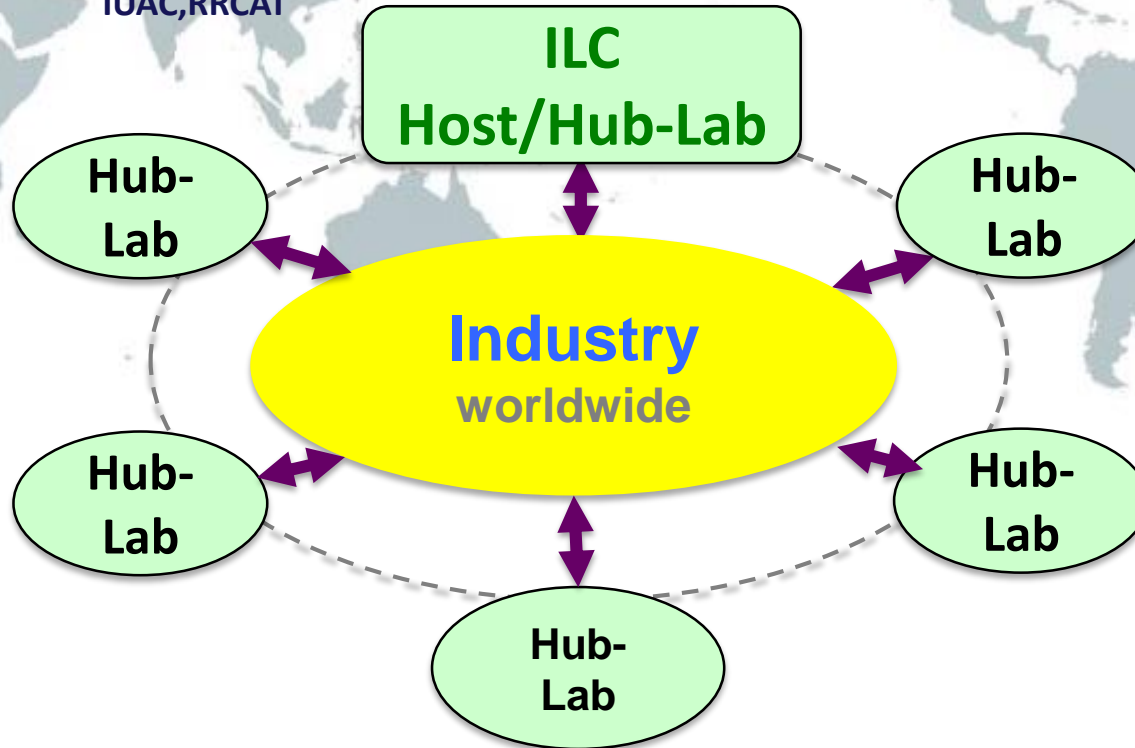 IUAC,RRCAT
ILC
Host/Hub-Lab
Hub-
Lab
Hub-
Lab
Industry
worldwide
Hub-
Lab
Hub-
Lab
Hub-
Lab